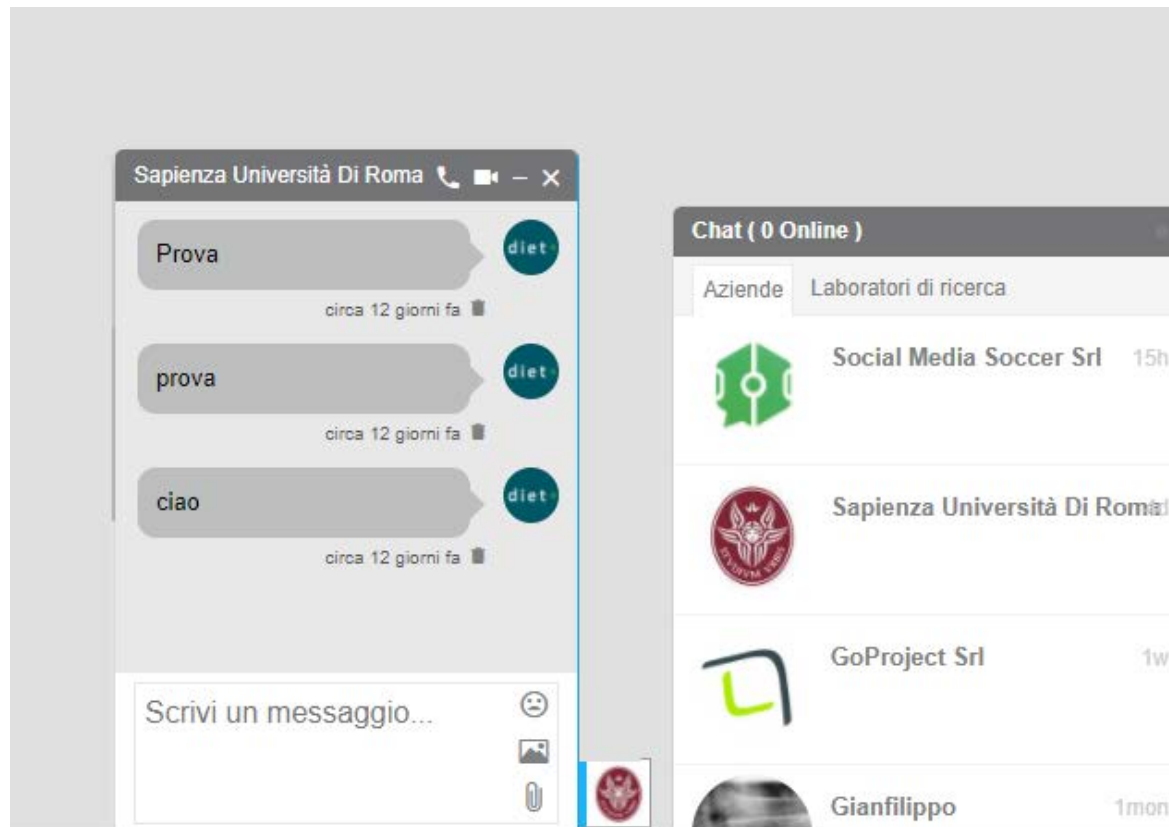 Sapienza Università Di Roma
Prova
diet
circa 12 giorni fa
prova
diet
circa 12 giorni fa
ciao
diet
circa 12 giorni fa
Scrivi un messaggio...
Chat ( 0 Online )
Aziende Laboratori di ricerca
Social Media Soccer Srl 15h
Sapienza Università Di Roma
GoProject Srl 1w
Gianfilippo 1mon